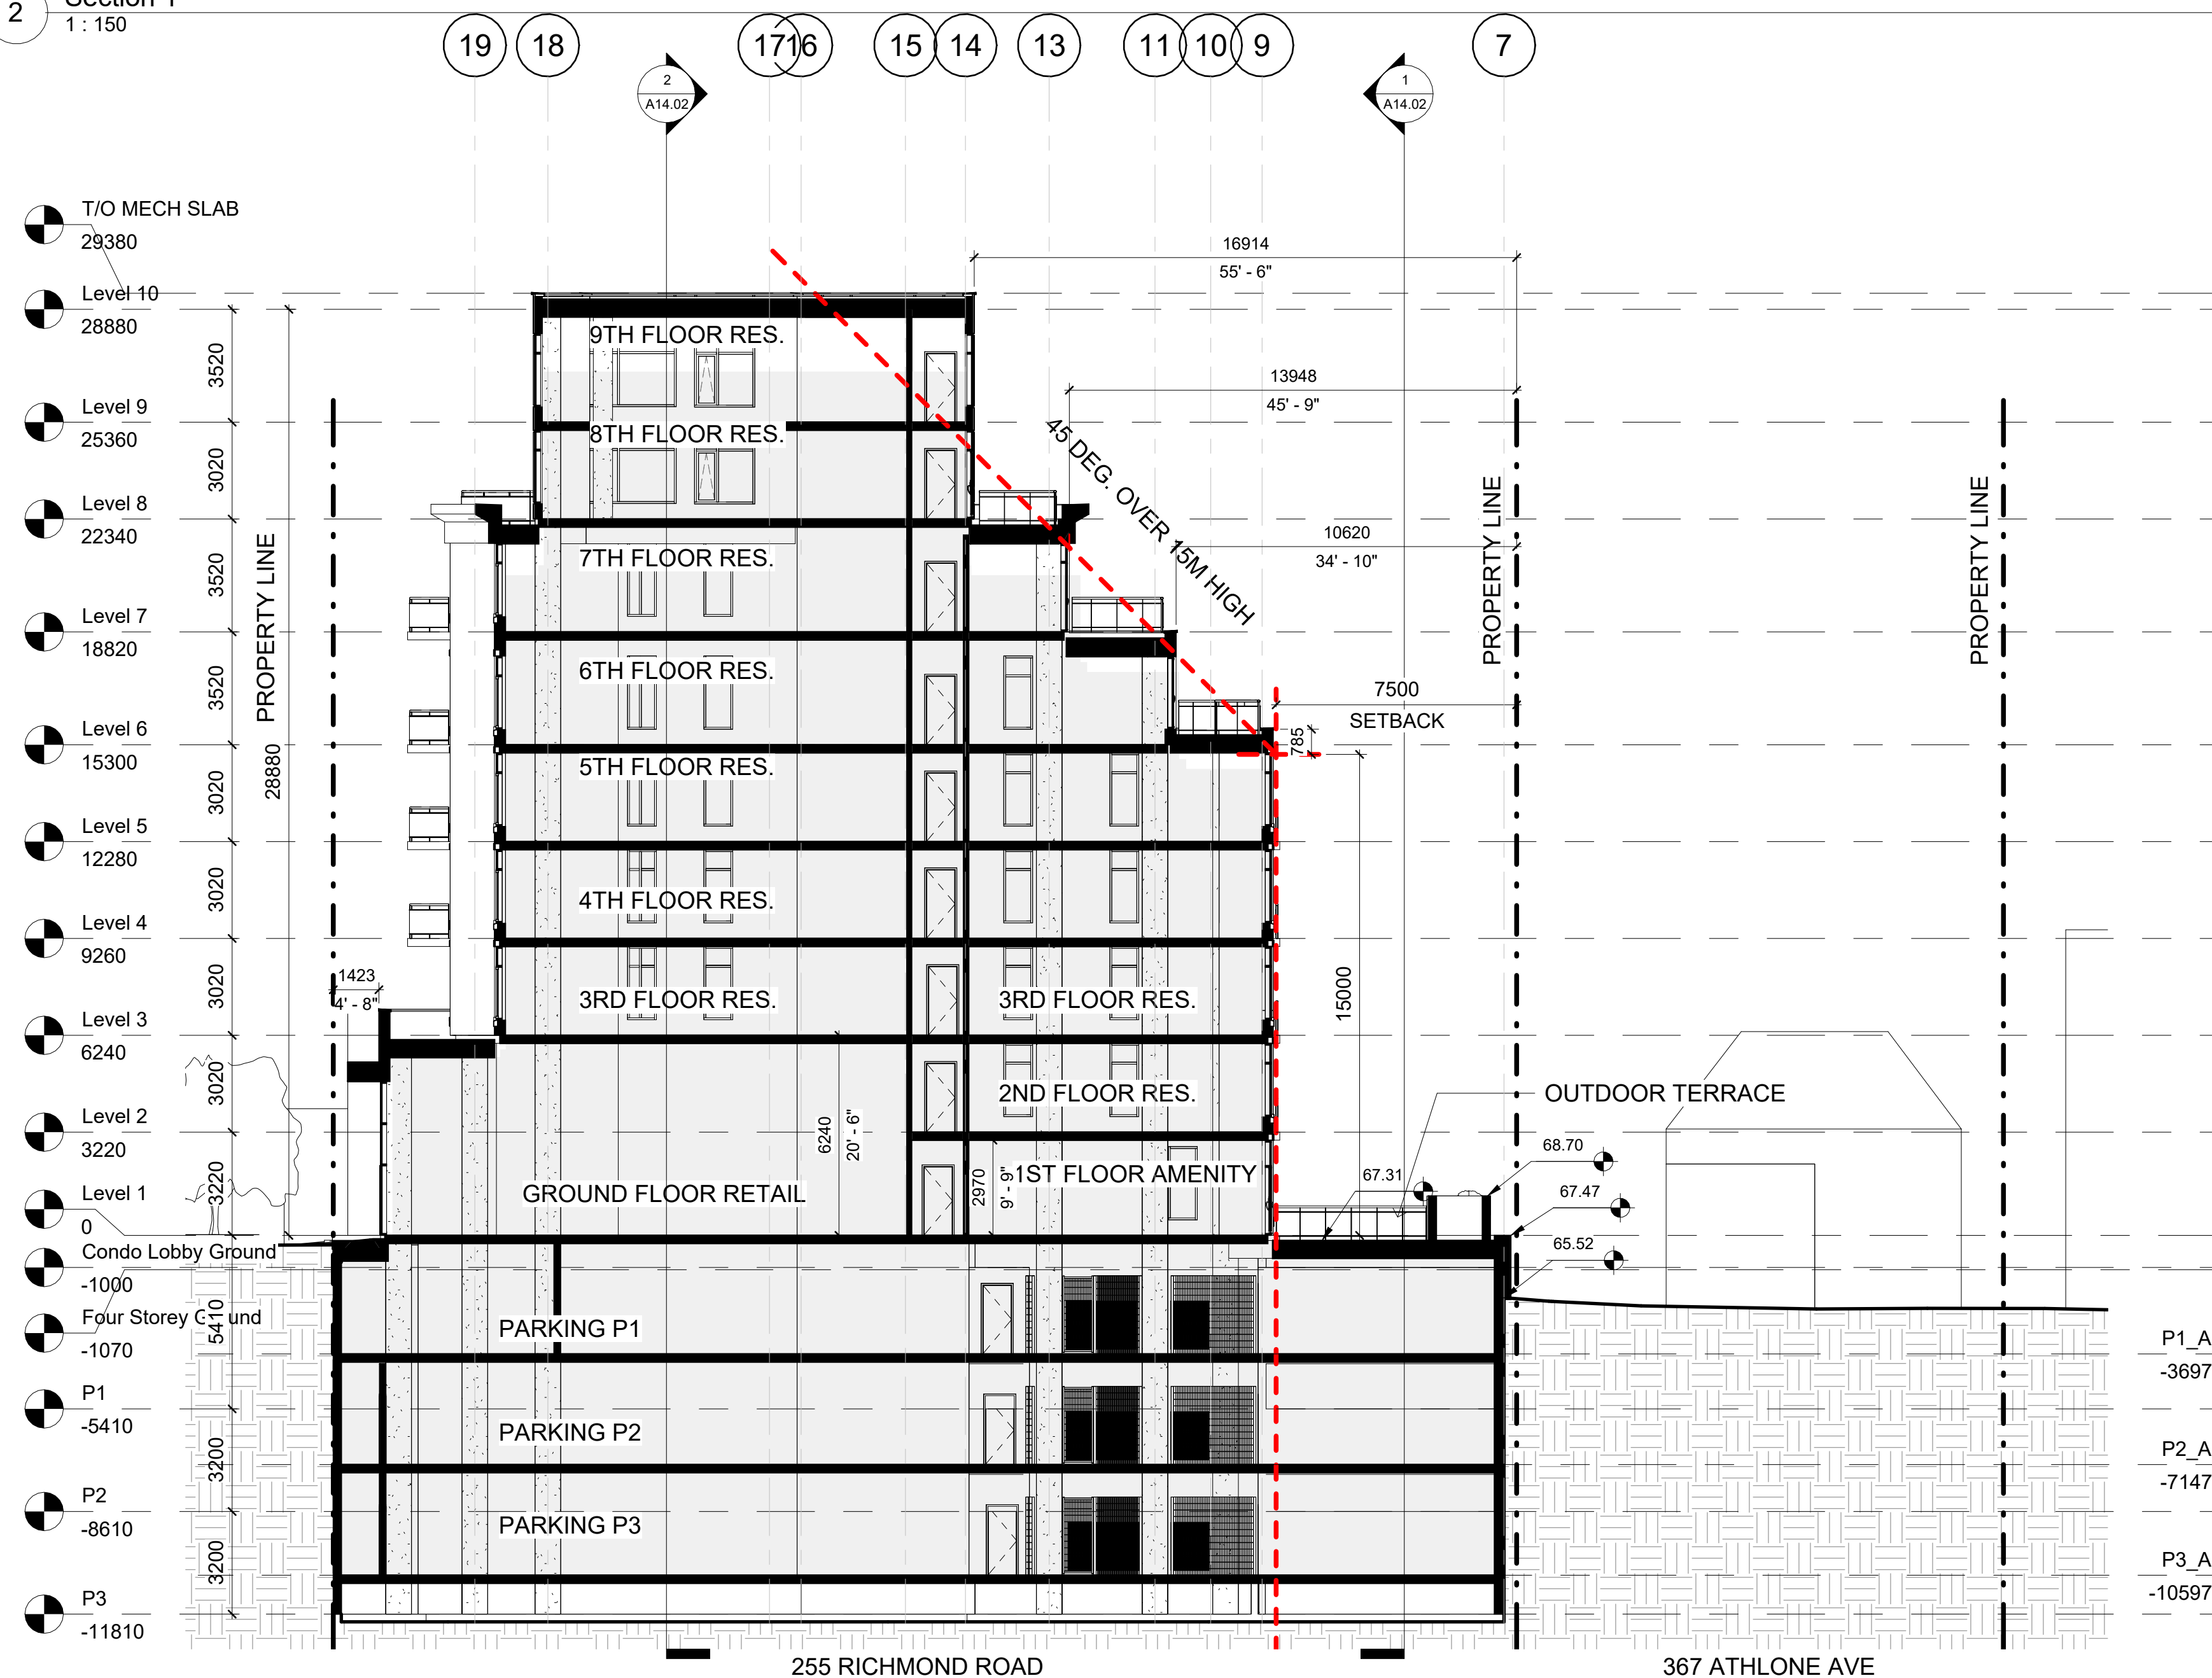 2
1 : 150
19
18
17
16
15
14
13
11
10
9
7
2
A14.02
1
A14.02
T/O MECH SLAB
29380
Level 10
28880
Level 9
25360
Level 8
22340
Level 7
18820
Level 6
15300
Level 5
12280
Level 4
9260
Level 3
6240
Level 2
3220
Level 1
0
Condo Lobby Ground
-1000
-1070
P1
-5410
P2
-8610
P3
-11810
3520
3020
3520
3520
3020
3020
3020
3020
3220
5410
3200
3200
PROPERTY LINE
28880
1423
4' - 8"
9TH FLOOR RES.
8TH FLOOR RES.
7TH FLOOR RES.
6TH FLOOR RES.
5TH FLOOR RES.
4TH FLOOR RES.
3RD FLOOR RES.
3RD FLOOR RES.
2ND FLOOR RES.
6240
20' - 6"
2970
9' - 9"
1ST FLOOR AMENITY
GROUND FLOOR RETAIL
PARKING P1
PARKING P2
PARKING P3
16914
55' - 6"
13948
45' - 9"
45 DEG. OVER 15M HIGH
10620
34' - 10"
7500
SETBACK
785
15000
PROPERTY LINE
PROPERTY LINE
OUTDOOR TERRACE
68.70
67.31
67.47
65.52
P1_A
-3697
P2_A
-7147
P3_A
-10597
255 RICHMOND ROAD
367 ATHLONE AVE